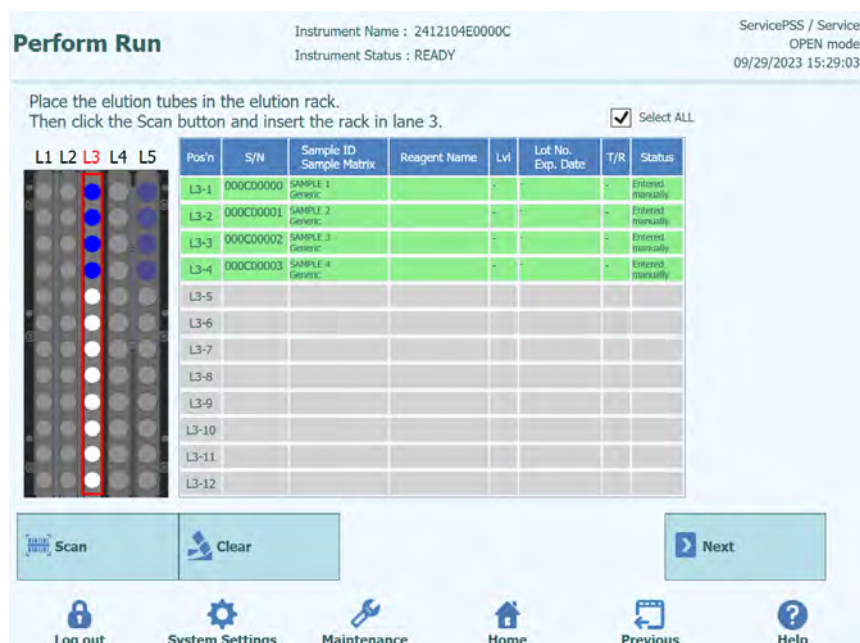 Perform Run
Instrument Name : 2412104E0000C
Instrument Status : READY
ServicePSS / Service
OPEN mode
09/29/2023 15:29:03
Place the elution tubes in the elution rack.
Then click the Scan button and insert the rack in lane 3.
Select ALL
L1 L2 L3 L4 L5
Pos'n S/N Sample ID Sample Matrix Reagent Name Lvl Lot No. Exp. Date T/R Status
L3-1 000C00000 SAMPLE 1 Generic - - - Entered manually
L3-2 000C00001 SAMPLE 2 Generic - - - Entered manually
L3-3 000C00002 SAMPLE 3 Generic - - - Entered manually
L3-4 000C00003 SAMPLE 4 Generic - - - Entered manually
L3-5
L3-6
L3-7
L3-8
L3-9
L3-10
L3-11
L3-12
Scan
Clear
Next
Log out
System Settings
Maintenance
Home
Previous
Help